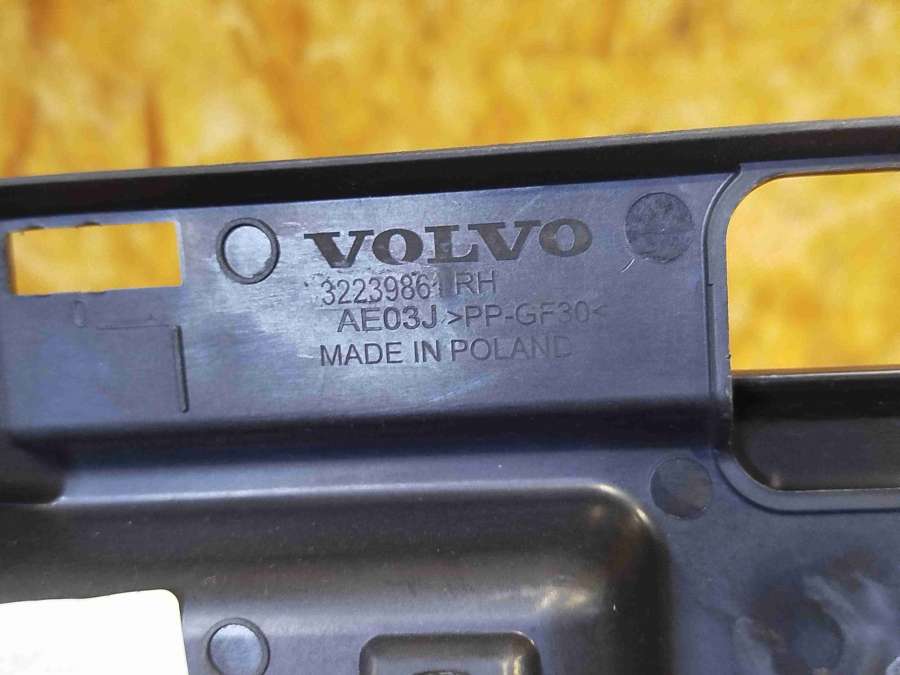 VOLVO
32239861 RH
AE03J >PP-GF30<
MADE IN POLAND